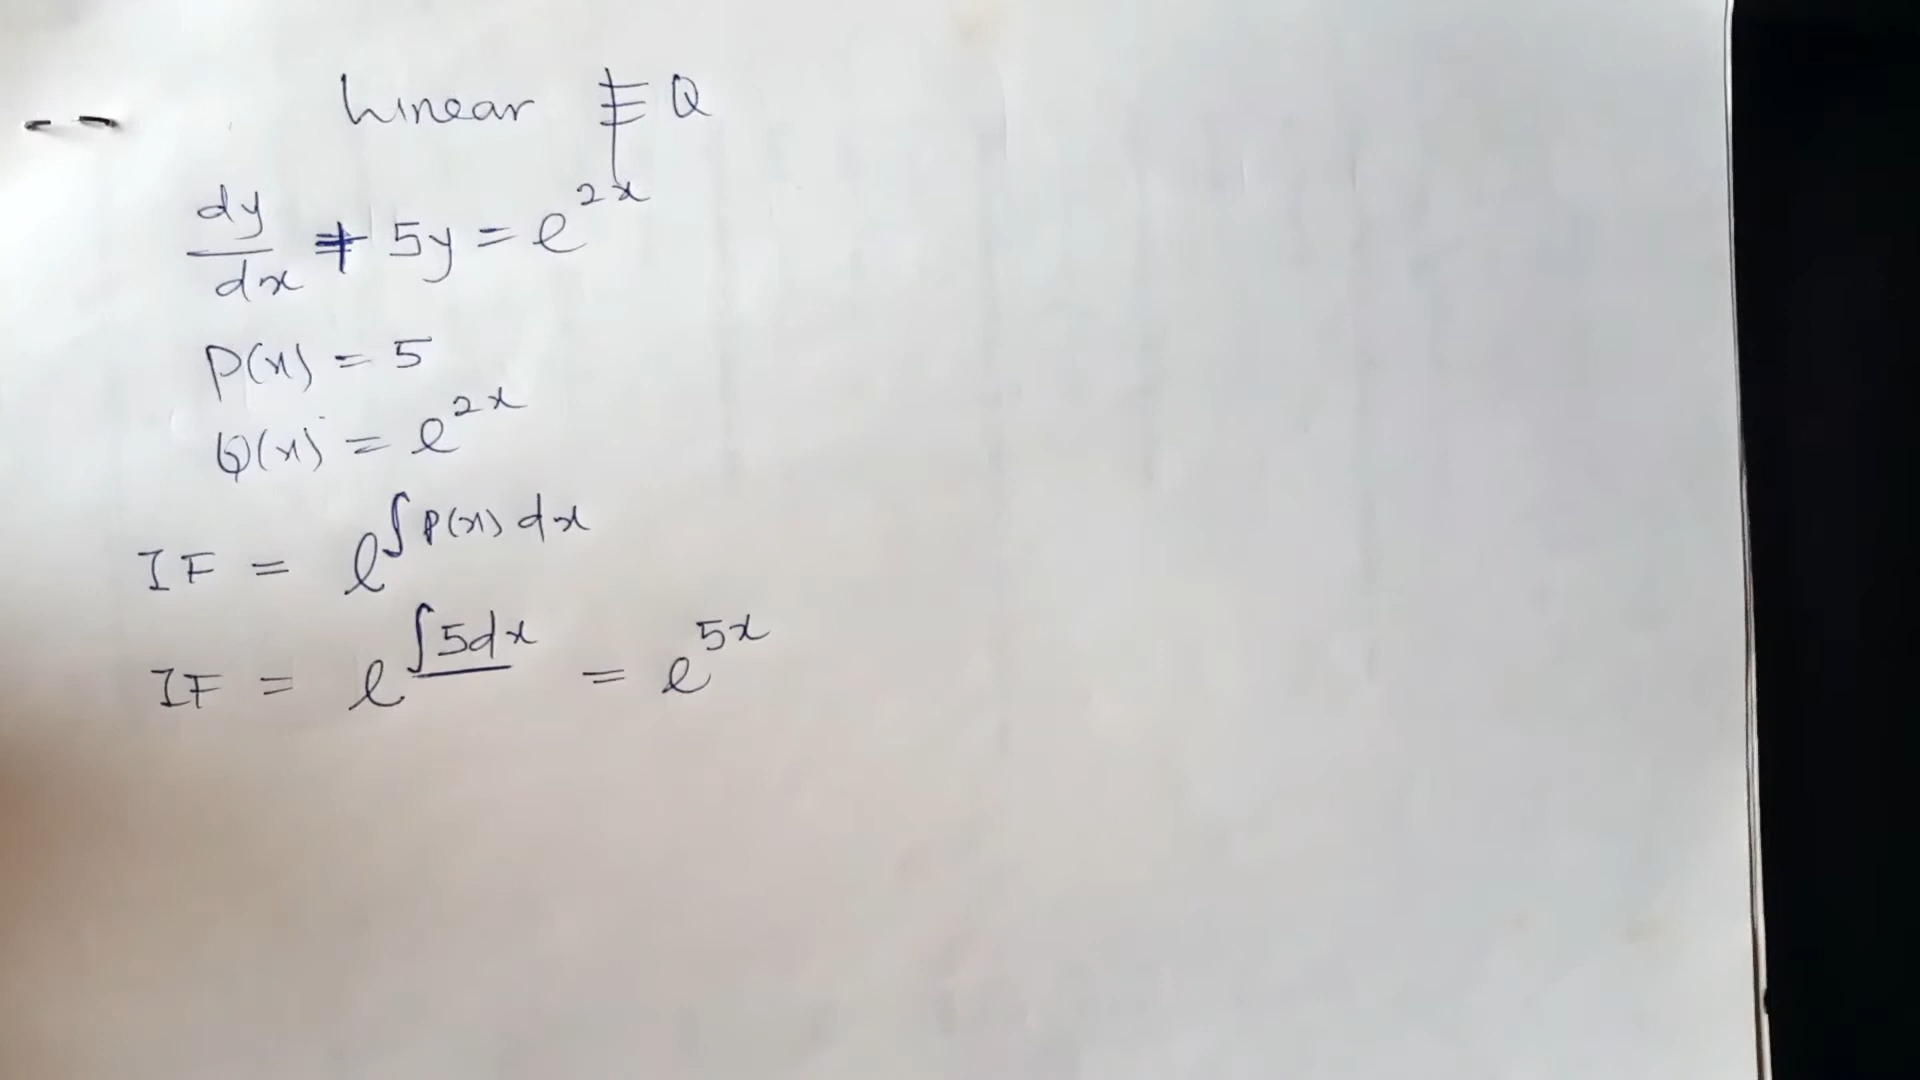 Linear EQ
dy/dx + 5y = e^2x
P(x) = 5
Q(x) = e^2x
IF = e^∫P(x)dx
IF = e^∫5dx = e^5x